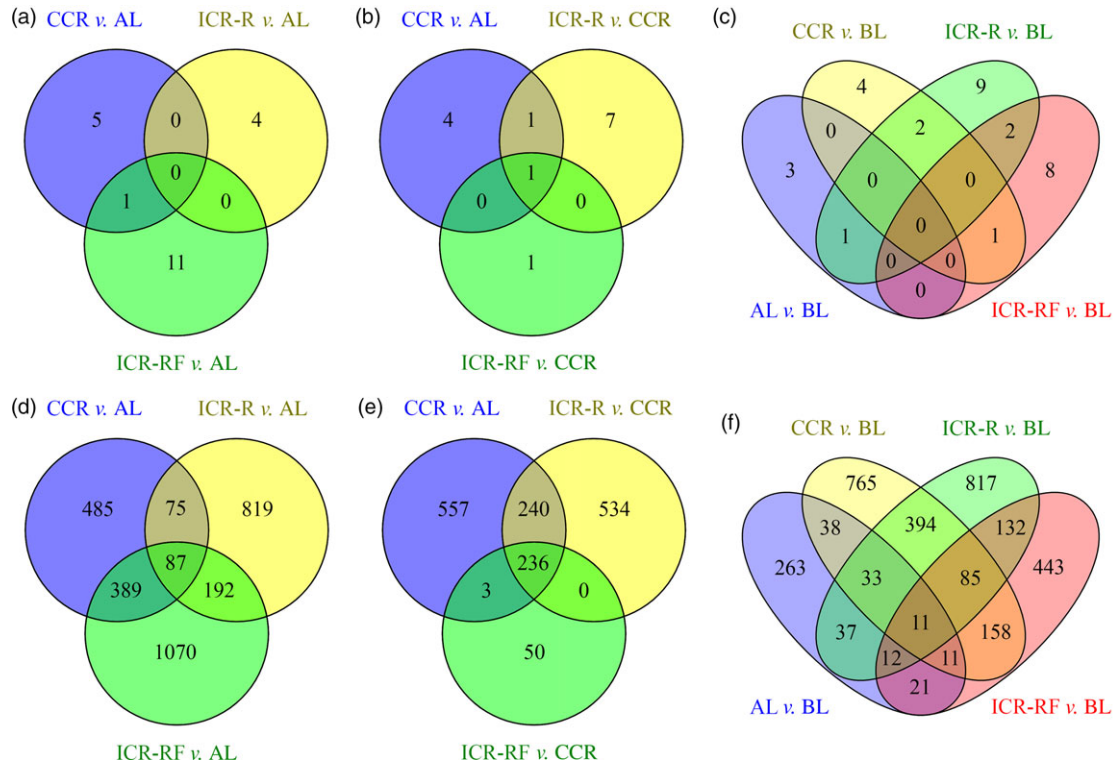 (a)
CCR v. AL
ICR-R v. AL
5
0
4
0
1
0
11
ICR-RF v. AL
(b)
CCR v. AL
ICR-R v. CCR
4
1
7
1
0
0
1
ICR-RF v. CCR
(c)
CCR v. BL
ICR-R v. BL
4
9
0
2
2
3
8
0
0
0
1
1
0
0
0
AL v. BL
ICR-RF v. BL
(d)
CCR v. AL
ICR-R v. AL
485
75
819
87
389
192
1070
ICR-RF v. AL
(e)
CCR v. AL
ICR-R v. CCR
557
240
534
236
3
0
50
ICR-RF v. CCR
(f)
CCR v. BL
ICR-R v. BL
765
817
38
394
132
263
443
33
85
11
37
158
12
11
21
AL v. BL
ICR-RF v. BL